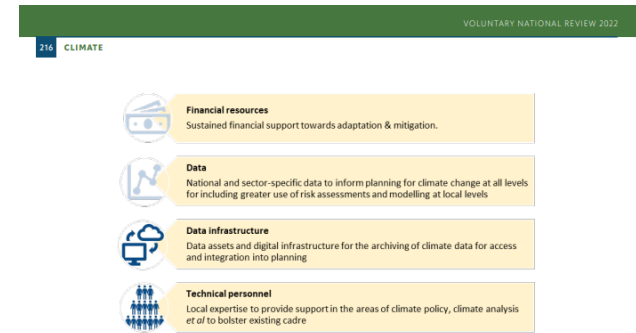 VOLUNTARY NATIONAL REVIEW 2022
216 CLIMATE
Financial resources
Sustained financial support towards adaptation & mitigation.
Data
National and sector-specific data to inform planning for climate change at all levels
for including greater use of risk assessments and modelling at local levels
Data infrastructure
Data assets and digital infrastructure for the archiving of climate data for access
and integration into planning
Technical personnel
Local expertise to provide support in the areas of climate policy, climate analysis
et al to bolster existing cadre